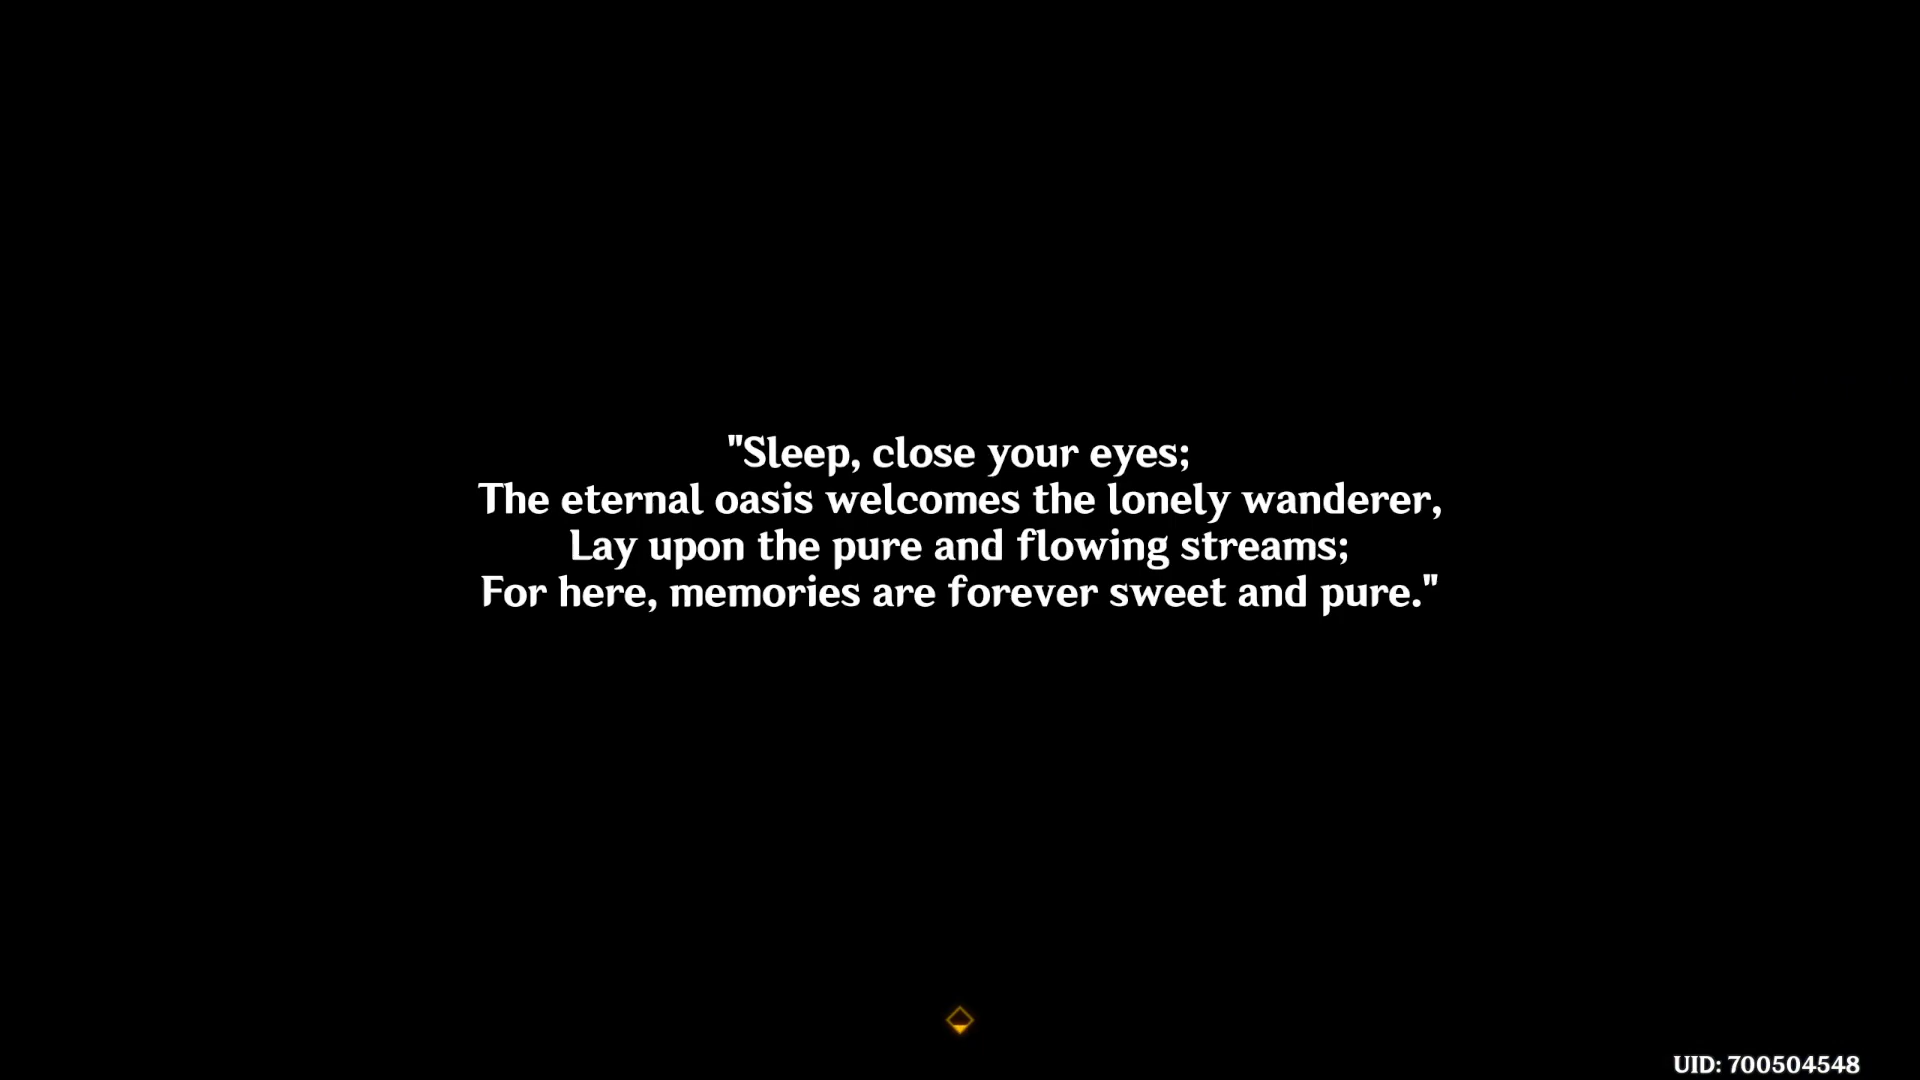 "Sleep, close your eyes;
The eternal oasis welcomes the lonely wanderer,
Lay upon the pure and flowing streams;
For here, memories are forever sweet and pure."
UID: 700504548